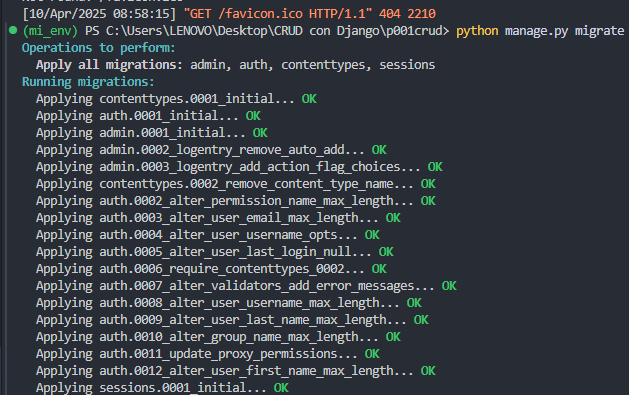 [10/Apr/2025 08:58:15] "GET /favicon.ico HTTP/1.1" 404 2210
(mi_env) PS C:\Users\LENOVO\Desktop\CRUD con Django\p001crud> python manage.py migrate
Operations to perform:
Apply all migrations: admin, auth, contenttypes, sessions
Running migrations:
Applying contenttypes.0001_initial... OK
Applying auth.0001_initial... OK
Applying admin.0001_initial... OK
Applying admin.0002_logentry_remove_auto_add... OK
Applying admin.0003_logentry_add_action_flag_choices... OK
Applying contenttypes.0002_remove_content_type_name... OK
Applying auth.0002_alter_permission_name_max_length... OK
Applying auth.0003_alter_user_email_max_length... OK
Applying auth.0004_alter_user_username_opts... OK
Applying auth.0005_alter_user_last_login_null... OK
Applying auth.0006_require_contenttypes_0002... OK
Applying auth.0007_alter_validators_add_error_messages... OK
Applying auth.0008_alter_user_username_max_length... OK
Applying auth.0009_alter_user_last_name_max_length... OK
Applying auth.0010_alter_group_name_max_length... OK
Applying auth.0011_update_proxy_permissions... OK
Applying auth.0012_alter_user_first_name_max_length... OK
Applying sessions.0001_initial... OK